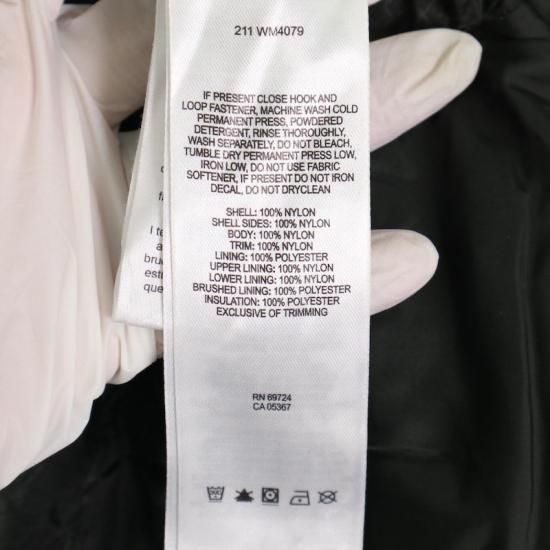 211 WM4079
IF PRESENT CLOSE HOOK AND
LOOP FASTENER, MACHINE WASH COLD
PERMANENT PRESS, POWDERED
DETERGENT, RINSE THOROUGHLY,
WASH SEPARATELY, DO NOT BLEACH,
TUMBLE DRY PERMANENT PRESS LOW,
IRON LOW, DO NOT USE FABRIC
SOFTENER, IF PRESENT DO NOT IRON
DECAL, DO NOT DRYCLEAN
SHELL: 100% NYLON
SHELL SIDES: 100% NYLON
BODY: 100% NYLON
TRIM: 100% NYLON
LINING: 100% POLYESTER
UPPER LINING: 100% NYLON
LOWER LINING: 100% NYLON
BRUSHED LINING: 100% POLYESTER
INSULATION: 100% POLYESTER
EXCLUSIVE OF TRIMMING
RN 69724
CA 05367
I te
a
bru
estr
que